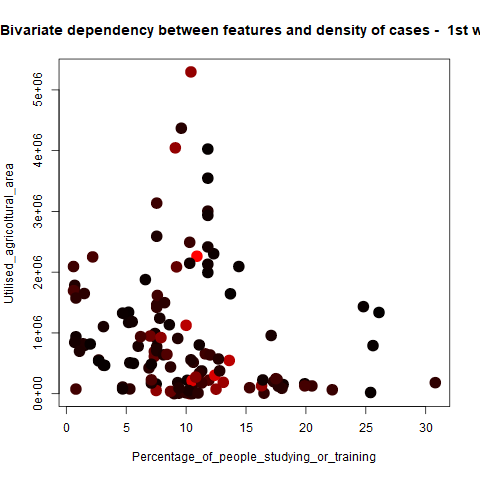 Bivariate dependency between features and density of cases - 1st w
5e+06
4e+06
3e+06
2e+06
1e+06
0e+00
Utilised_agricoltural_area
0 5 10 15 20 25 30
Percentage_of_people_studying_or_training